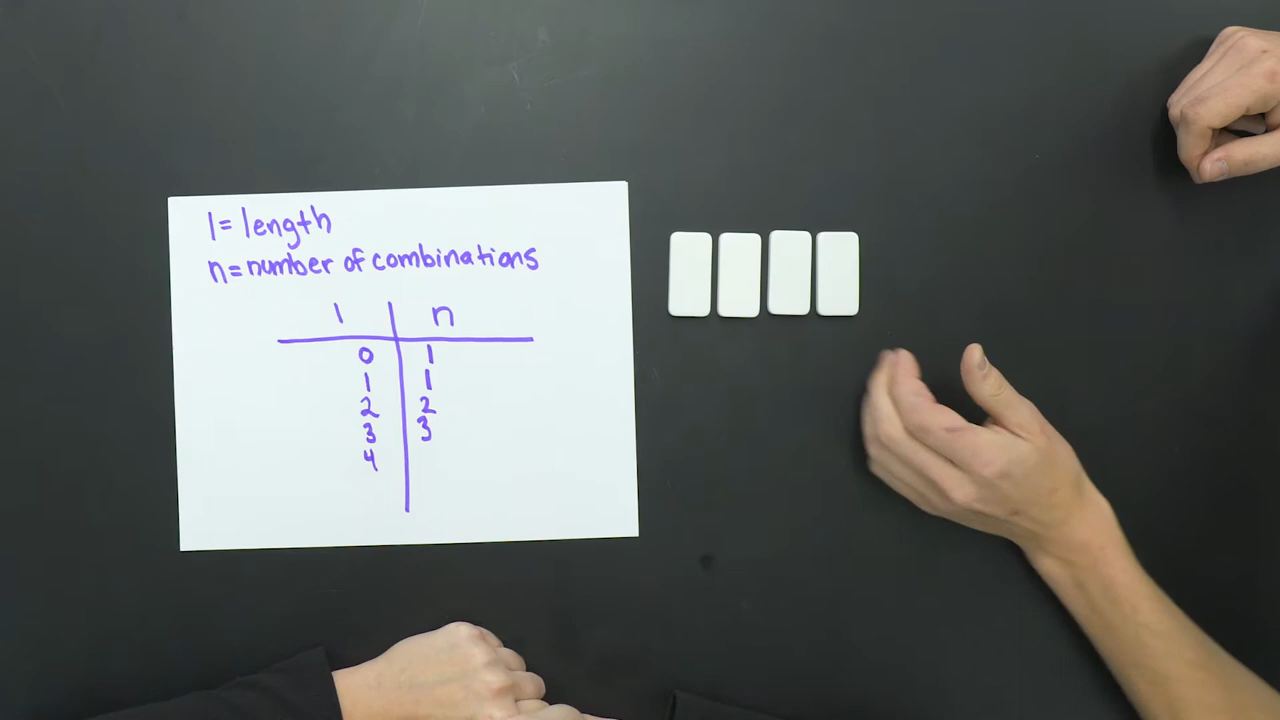 l=length
n=number of combinations
l n
0 1
1 1
2 2
3 3
4